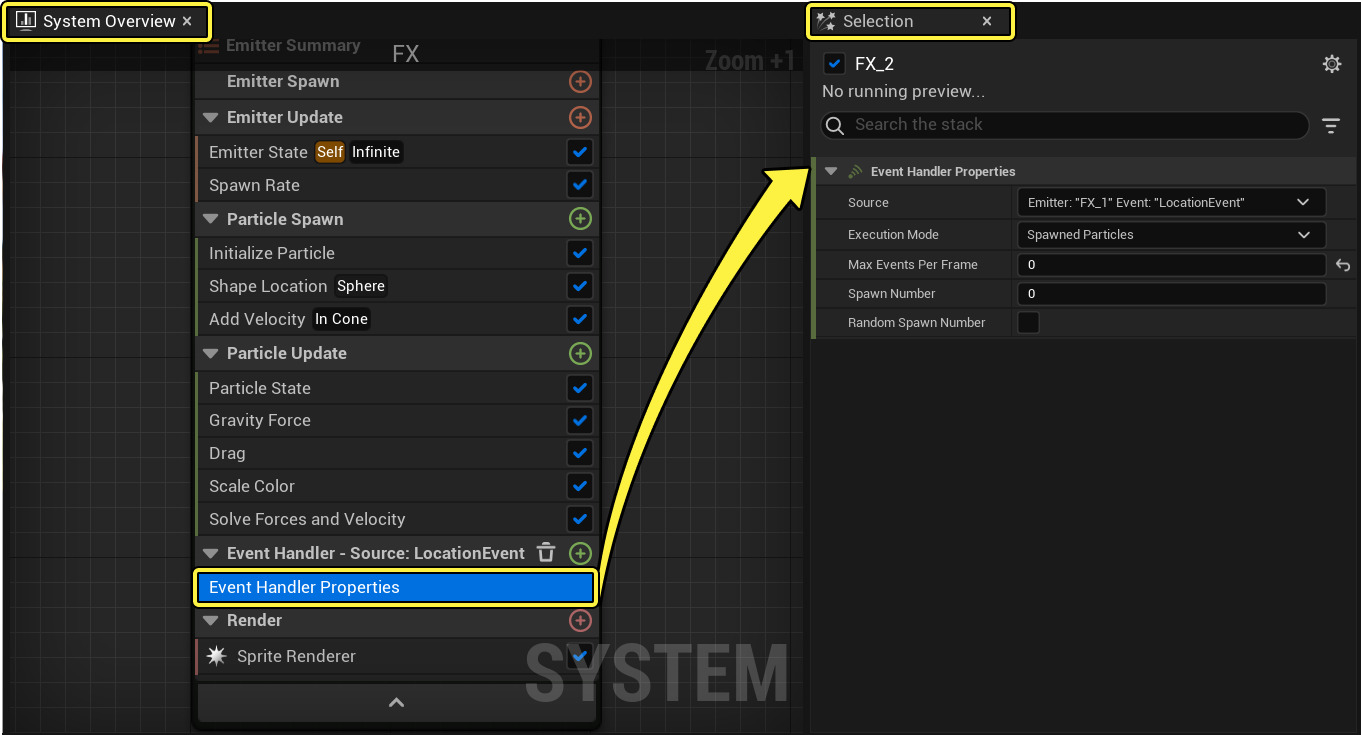 System Overview
Emitter Summary
FX
Zoom +1
Emitter Spawn
Emitter Update
Emitter State Self Infinite
Spawn Rate
Particle Spawn
Initialize Particle
Shape Location Sphere
Add Velocity In Cone
Particle Update
Particle State
Gravity Force
Drag
Scale Color
Solve Forces and Velocity
Event Handler - Source: LocationEvent
Event Handler Properties
Render
Sprite Renderer
SYSTEM
Selection
FX_2
No running preview...
Search the stack
Event Handler Properties
Source Emitter: "FX_1" Event: "LocationEvent"
Execution Mode Spawned Particles
Max Events Per Frame 0
Spawn Number 0
Random Spawn Number